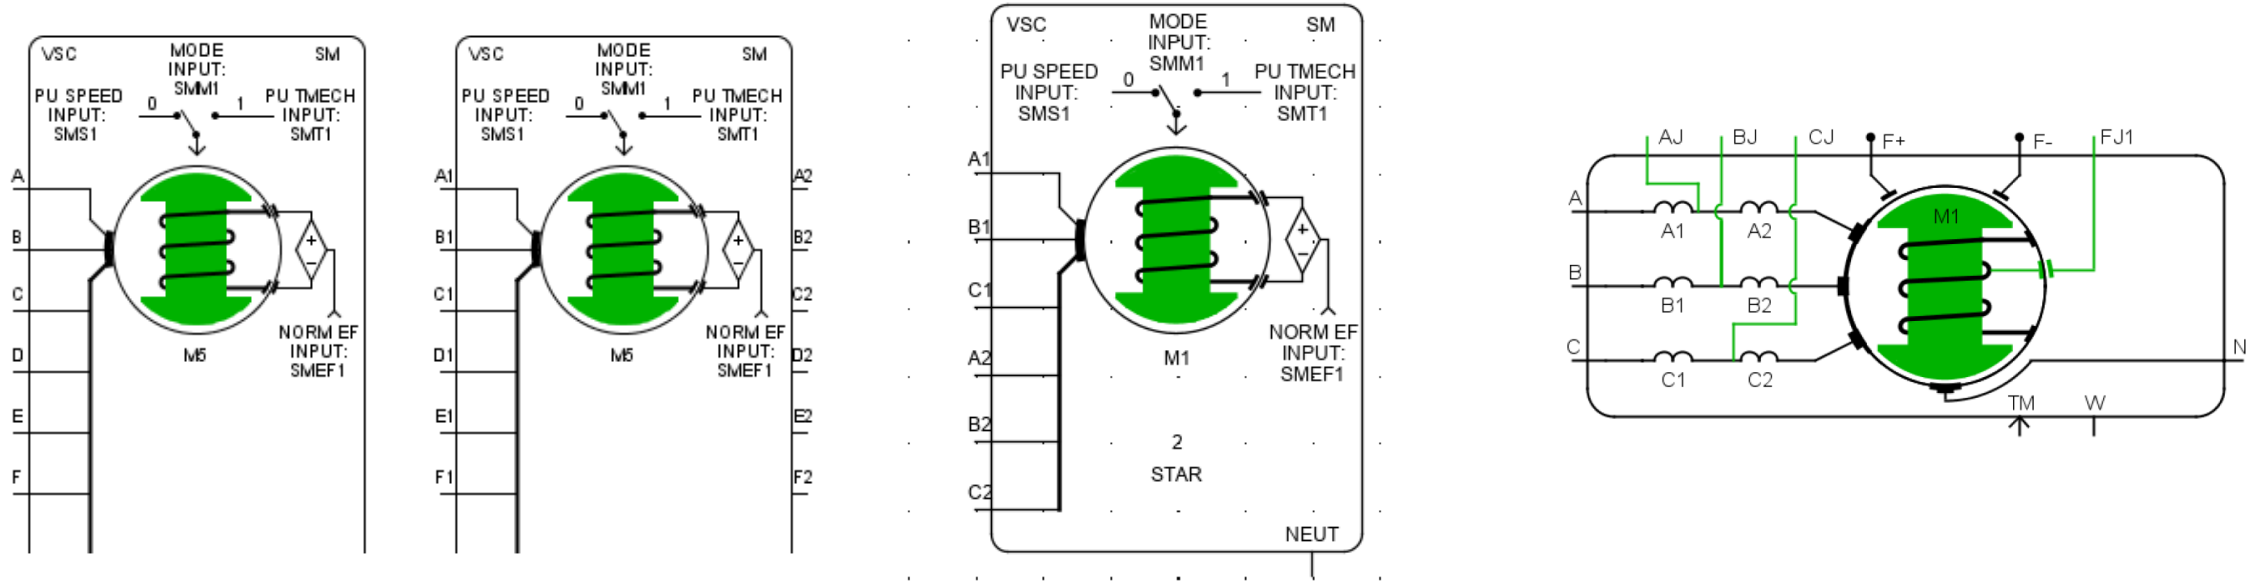 VSC
MODE
INPUT:
SMM1
SM
PU SPEED
INPUT:
SMS1
0
1
PU TMECH
INPUT:
SMT1
A
B
C
D
E
F
+
−
NORM EF
INPUT:
SMEF1
M5
VSC
MODE
INPUT:
SMM1
SM
PU SPEED
INPUT:
SMS1
0
1
PU TMECH
INPUT:
SMT1
A1
B1
C1
D1
E1
F1
A2
B2
C2
D2
E2
F2
+
−
NORM EF
INPUT:
SMEF1
M5
VSC
MODE
INPUT:
SMM1
SM
PU SPEED
INPUT:
SMS1
0
1
PU TMECH
INPUT:
SMT1
A1
B1
C1
A2
B2
C2
+
−
NORM EF
INPUT:
SMEF1
M1
2
STAR
NEUT
AJ
BJ
CJ
F+
F-
FJ1
A
A1
A2
M1
B
B1
B2
C
C1
C2
N
TM
W